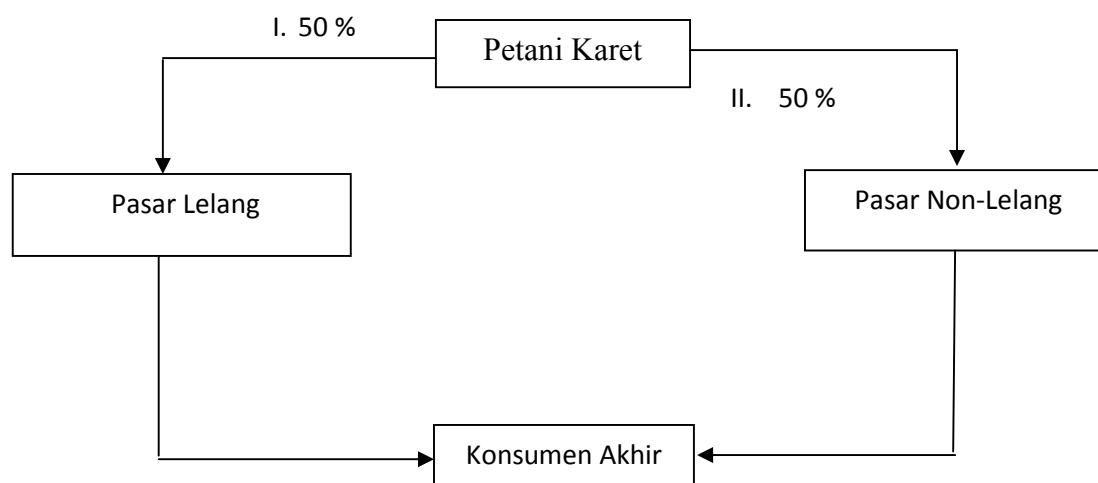 I. 50 %
Petani Karet
II. 50 %
Pasar Lelang
Pasar Non-Lelang
Konsumen Akhir